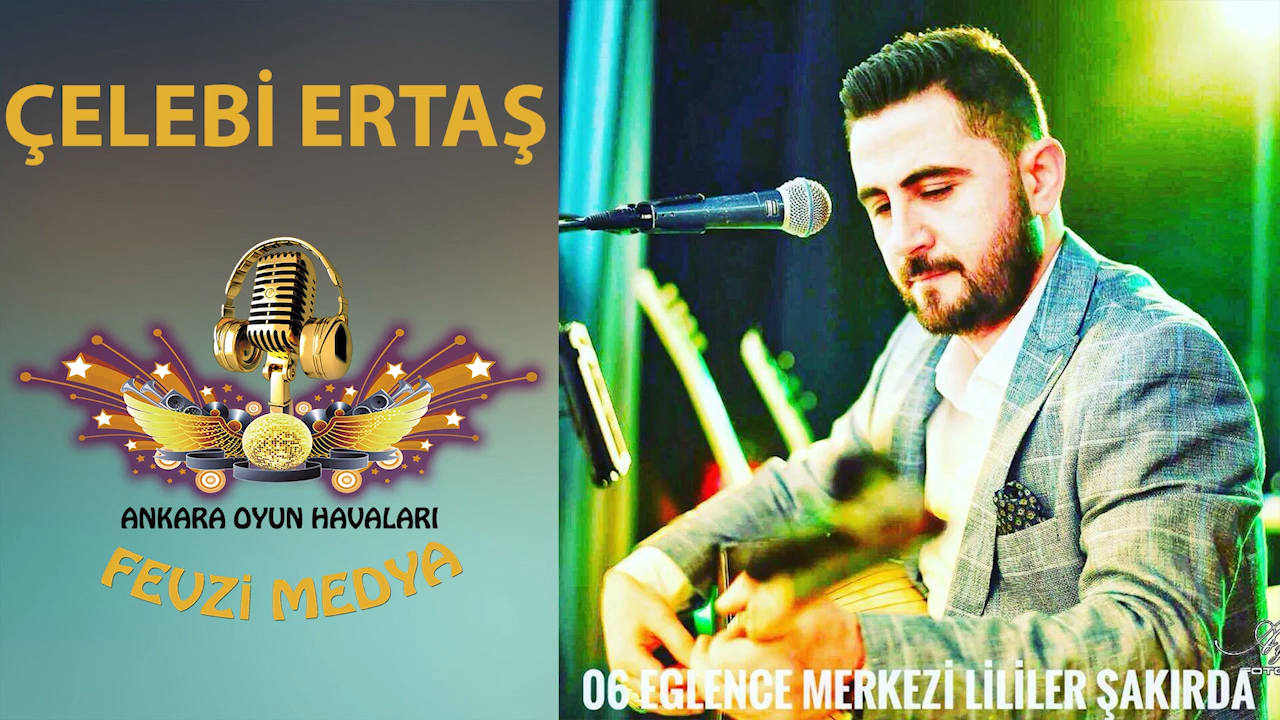 ÇELEBİ ERTAŞ
ANKARA OYUN HAVALARI
FEVZİ MEDYA
06 EGLENCE MERKEZİ LİLİLER ŞAKIRDA